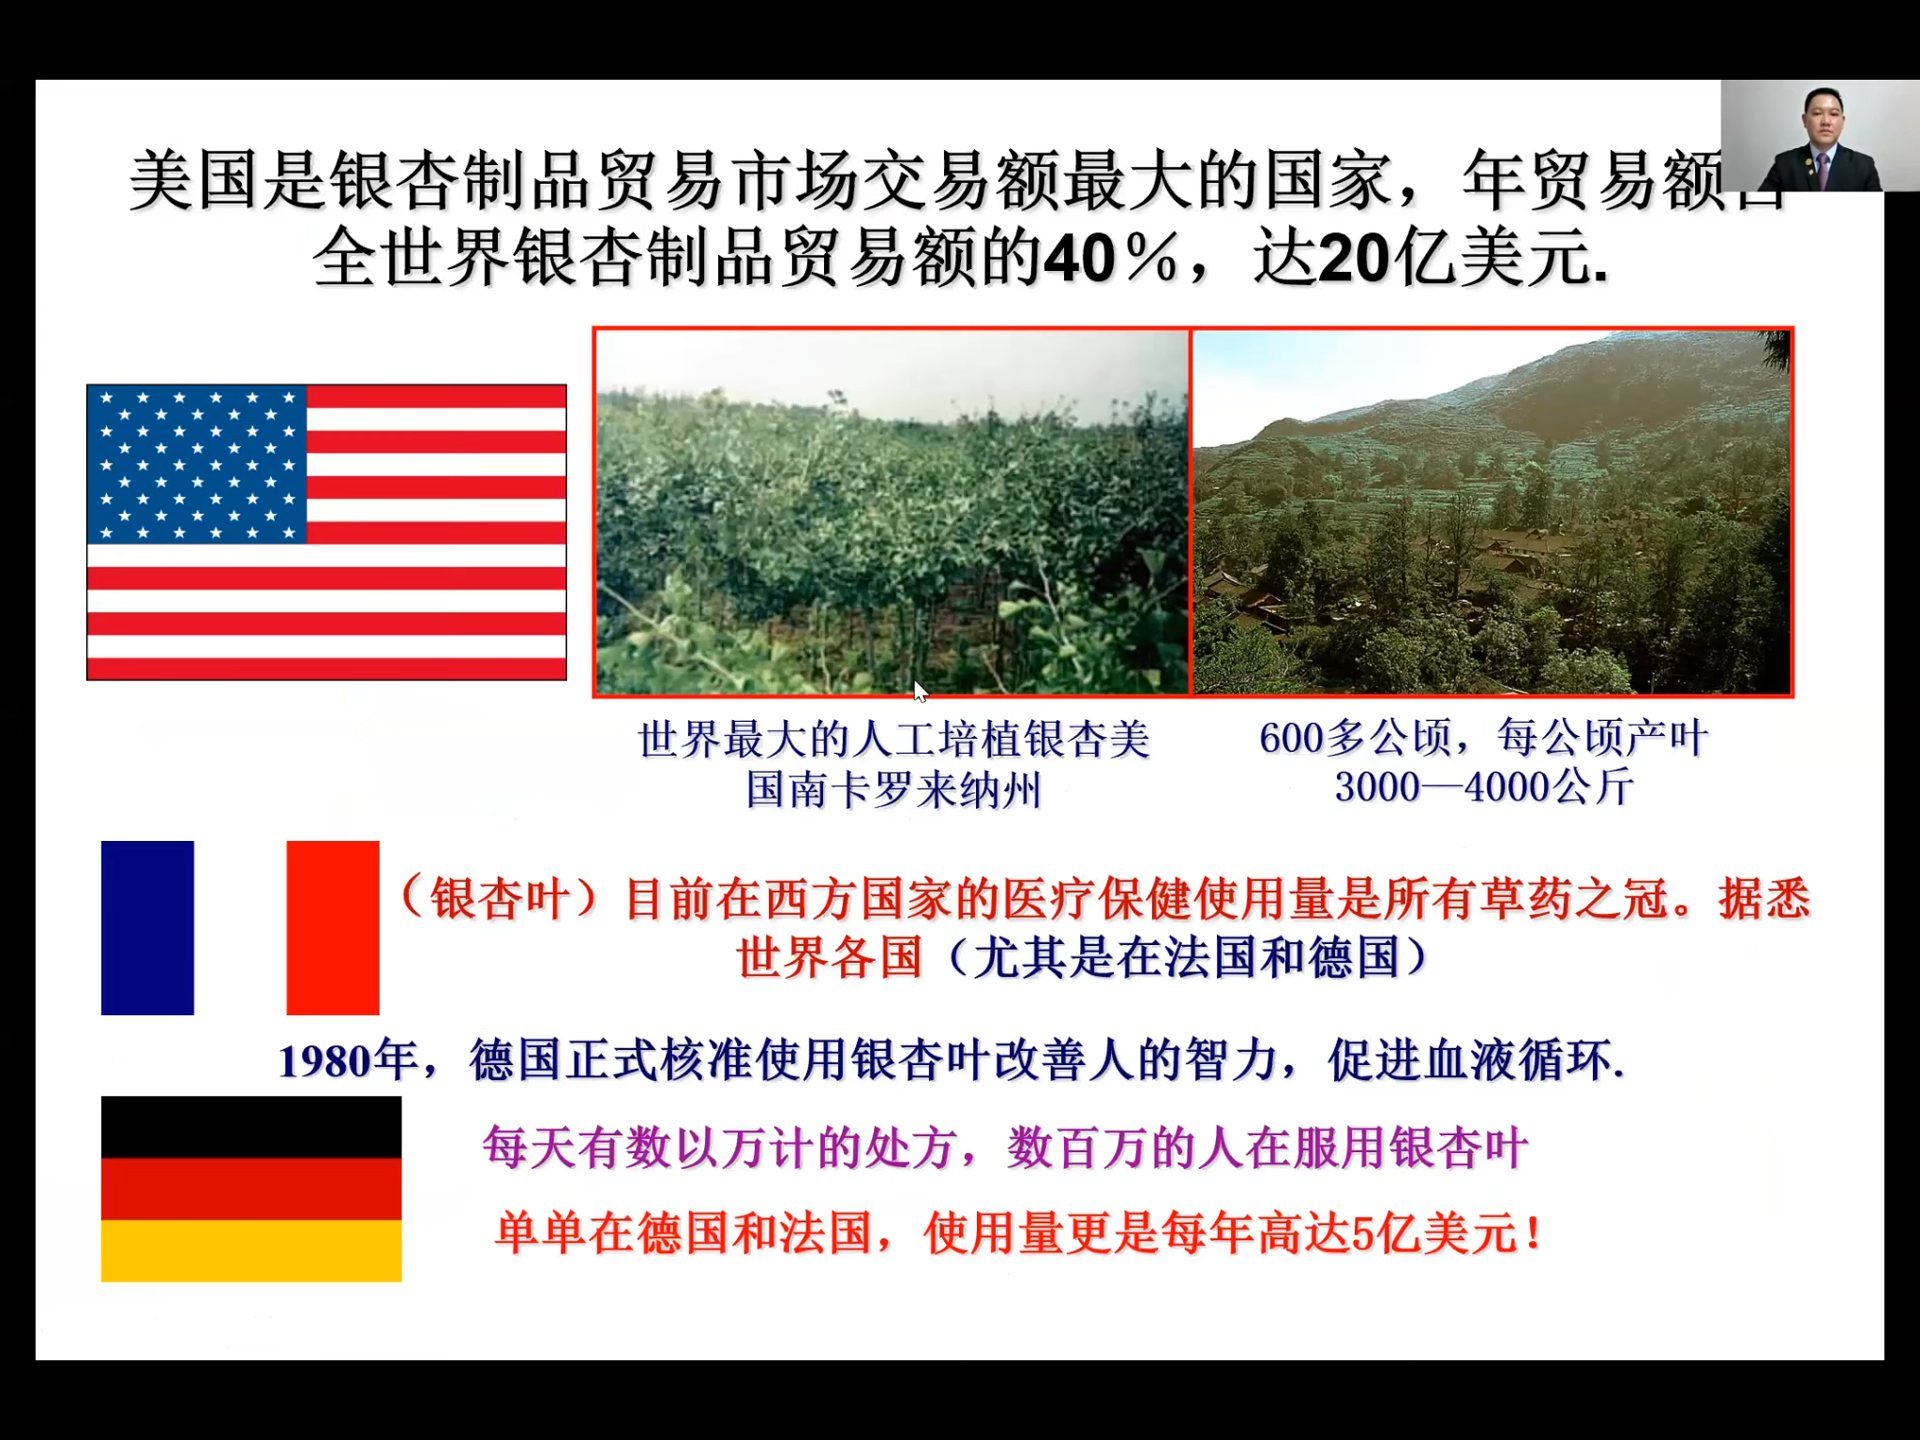 美国是银杏制品贸易市场交易额最大的国家，年贸易额
全世界银杏制品贸易额的40％，达20亿美元.
世界最大的人工培植银杏美
国南卡罗来纳州
600多公顷，每公顷产叶
3000—4000公斤
（银杏叶）目前在西方国家的医疗保健使用量是所有草药之冠。据悉
世界各国（尤其是在法国和德国）
1980年，德国正式核准使用银杏叶改善人的智力，促进血液循环.
每天有数以万计的处方，数百万的人在服用银杏叶
单单在德国和法国，使用量更是每年高达5亿美元！